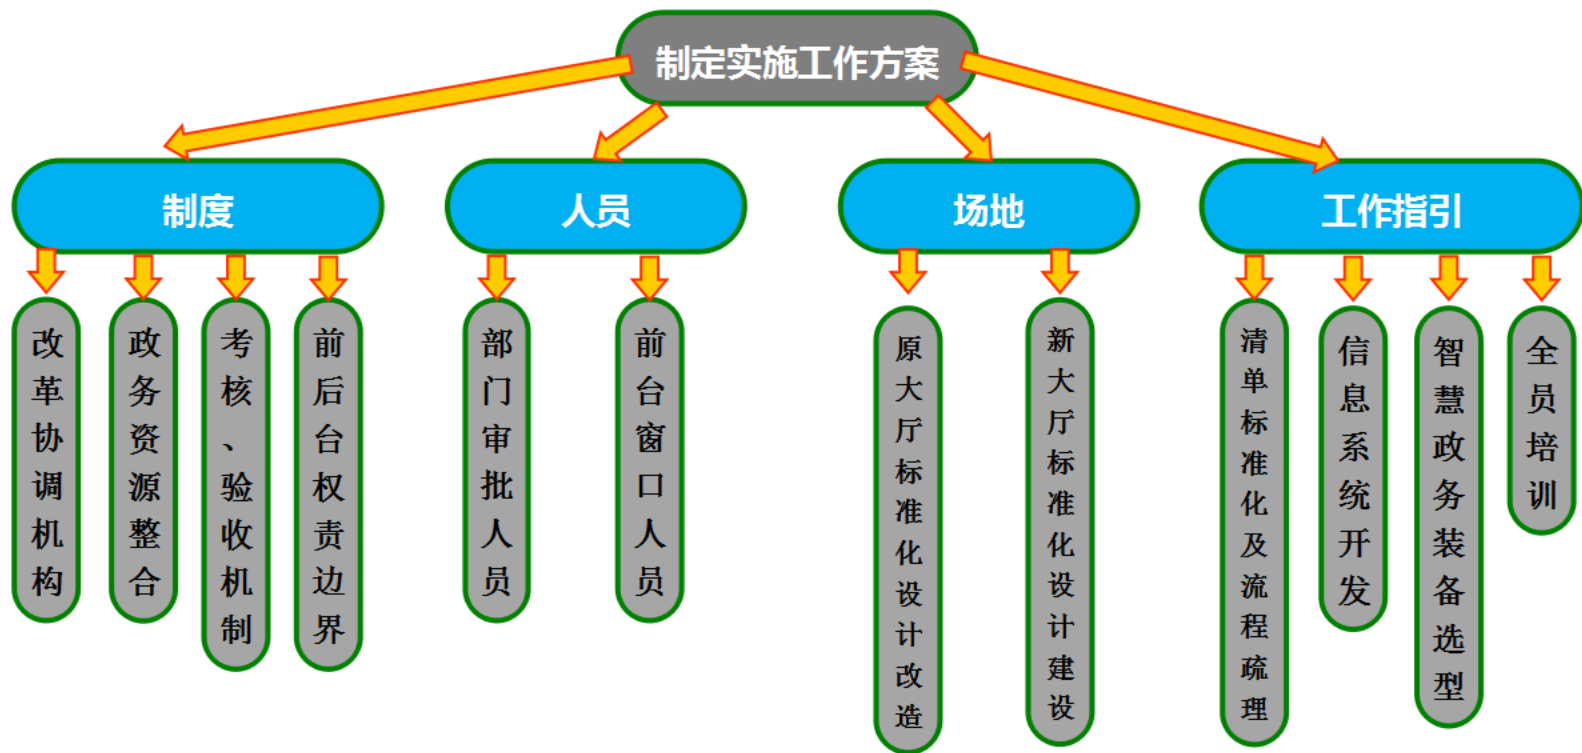 制定实施工作方案
制度
人员
场地
工作指引
改革协调机构
政务资源整合
考核、验收机制
前后台权责边界
部门审批人员
前台窗口人员
原大厅标准化设计改造
新大厅标准化设计建设
清单标准化及流程疏理
信息系统开发
智慧政务装备选型
全员培训